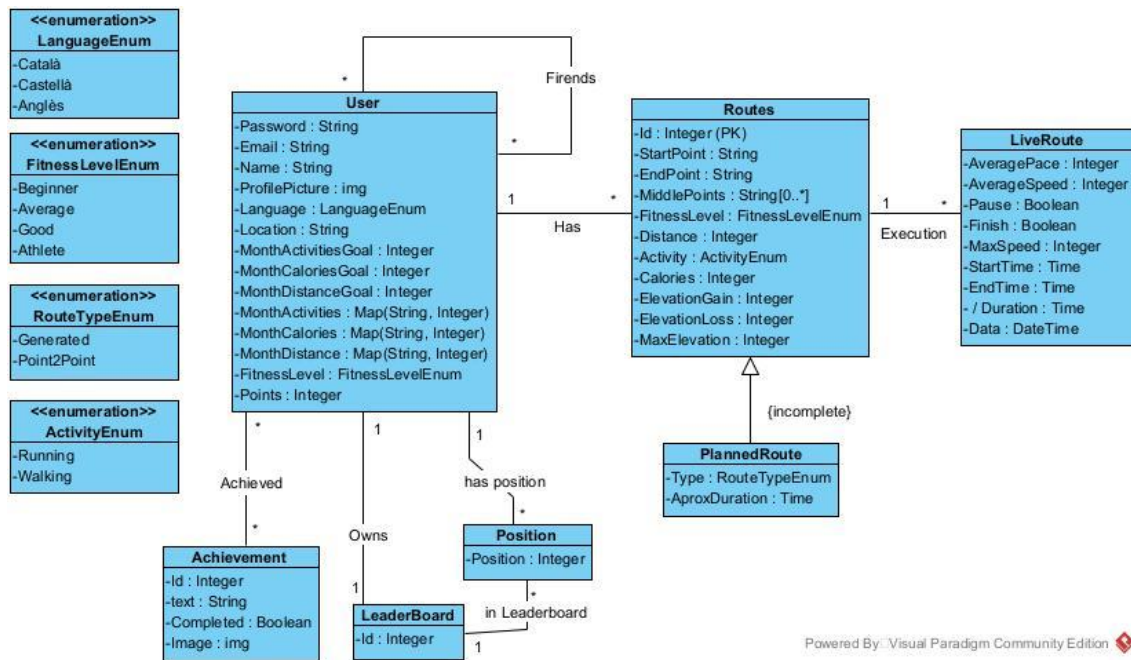 <<enumeration>>
LanguageEnum
-Català
-Castellà
-Anglès
<<enumeration>>
FitnessLevelEnum
-Beginner
-Average
-Good
-Athlete
<<enumeration>>
RouteTypeEnum
-Generated
-Point2Point
<<enumeration>>
ActivityEnum
-Running
-Walking
Firends
*
*
User
-Password : String
-Email : String
-Name : String
-ProfilePicture : img
-Language : LanguageEnum
-Location : String
-MonthActivitiesGoal : Integer
-MonthCaloriesGoal : Integer
-MonthDistanceGoal : Integer
-MonthActivities : Map(String, Integer)
-MonthCalories : Map(String, Integer)
-MonthDistance : Map(String, Integer)
-FitnessLevel : FitnessLevelEnum
-Points : Integer
1
*
Has
Routes
-Id : Integer (PK)
-StartPoint : String
-EndPoint : String
-MiddlePoints : String[0..*]
-FitnessLevel : FitnessLevelEnum
-Distance : Integer
-Activity : ActivityEnum
-Calories : Integer
-ElevationGain : Integer
-ElevationLoss : Integer
-MaxElevation : Integer
1
*
Execution
LiveRoute
-AveragePace : Integer
-AverageSpeed : Integer
-Pause : Boolean
-Finish : Boolean
-MaxSpeed : Integer
-StartTime : Time
-EndTime : Time
- / Duration : Time
-Data : DateTime
{incomplete}
PlannedRoute
-Type : RouteTypeEnum
-AproxDuration : Time
*
Achieved
*
1
Owns
1
1
has position
*
Achievement
-Id : Integer
-text : String
-Completed : Boolean
-Image : img
Position
-Position : Integer
*
in Leaderboard
1
LeaderBoard
-Id : Integer
Powered By Visual Paradigm Community Edition